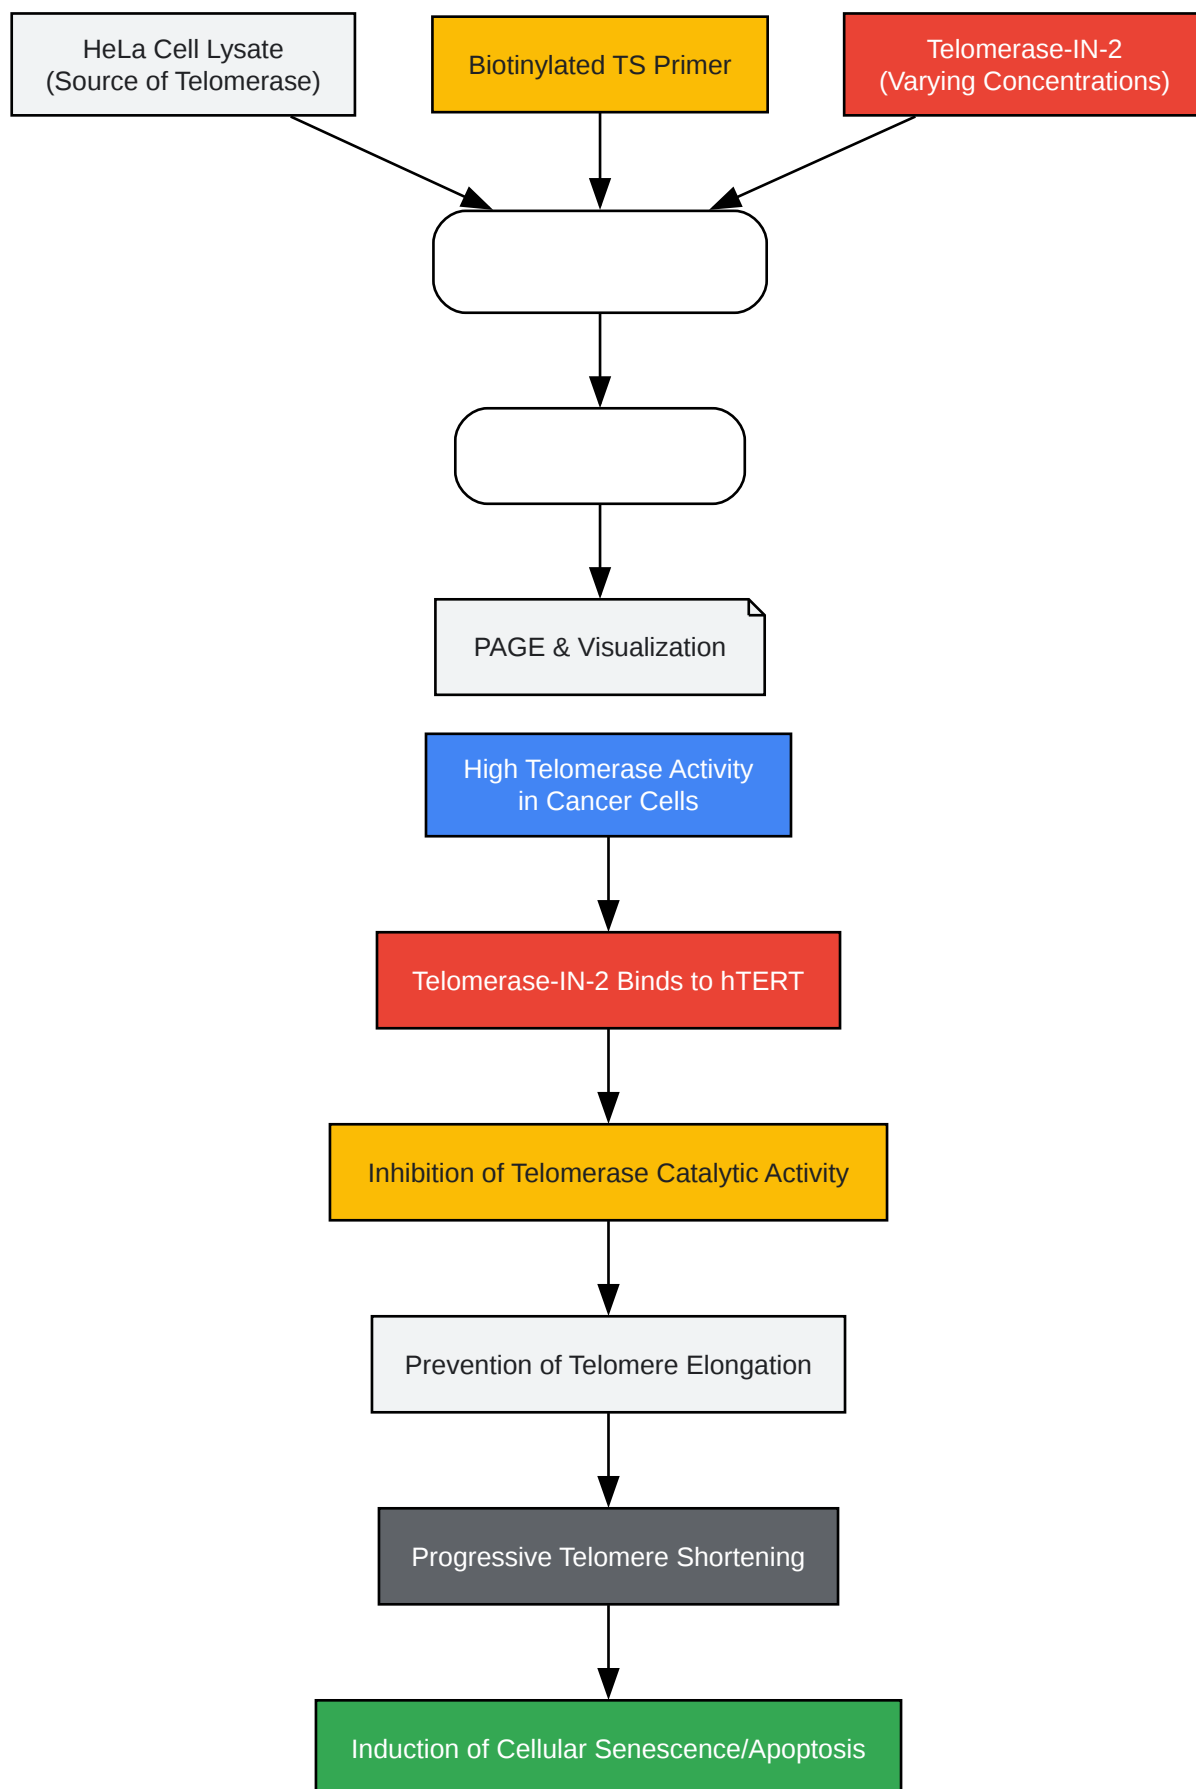 HeLa Cell Lysate
(Source of Telomerase)
Biotinylated TS Primer
Telomerase-IN-2
(Varying Concentrations)
PAGE & Visualization
High Telomerase Activity
in Cancer Cells
Telomerase-IN-2 Binds to hTERT
Inhibition of Telomerase Catalytic Activity
Prevention of Telomere Elongation
Progressive Telomere Shortening
Induction of Cellular Senescence/Apoptosis